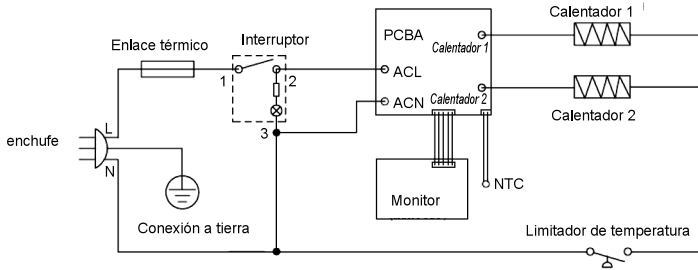 Calentador 1
Enlace térmico
Interruptor
PCBA
Calentador 1
1
2
ACL
ACN
Calentador 2
Calentador 2
3
L
enchufe
N
NTC
Monitor
Conexión a tierra
Limitador de temperatura